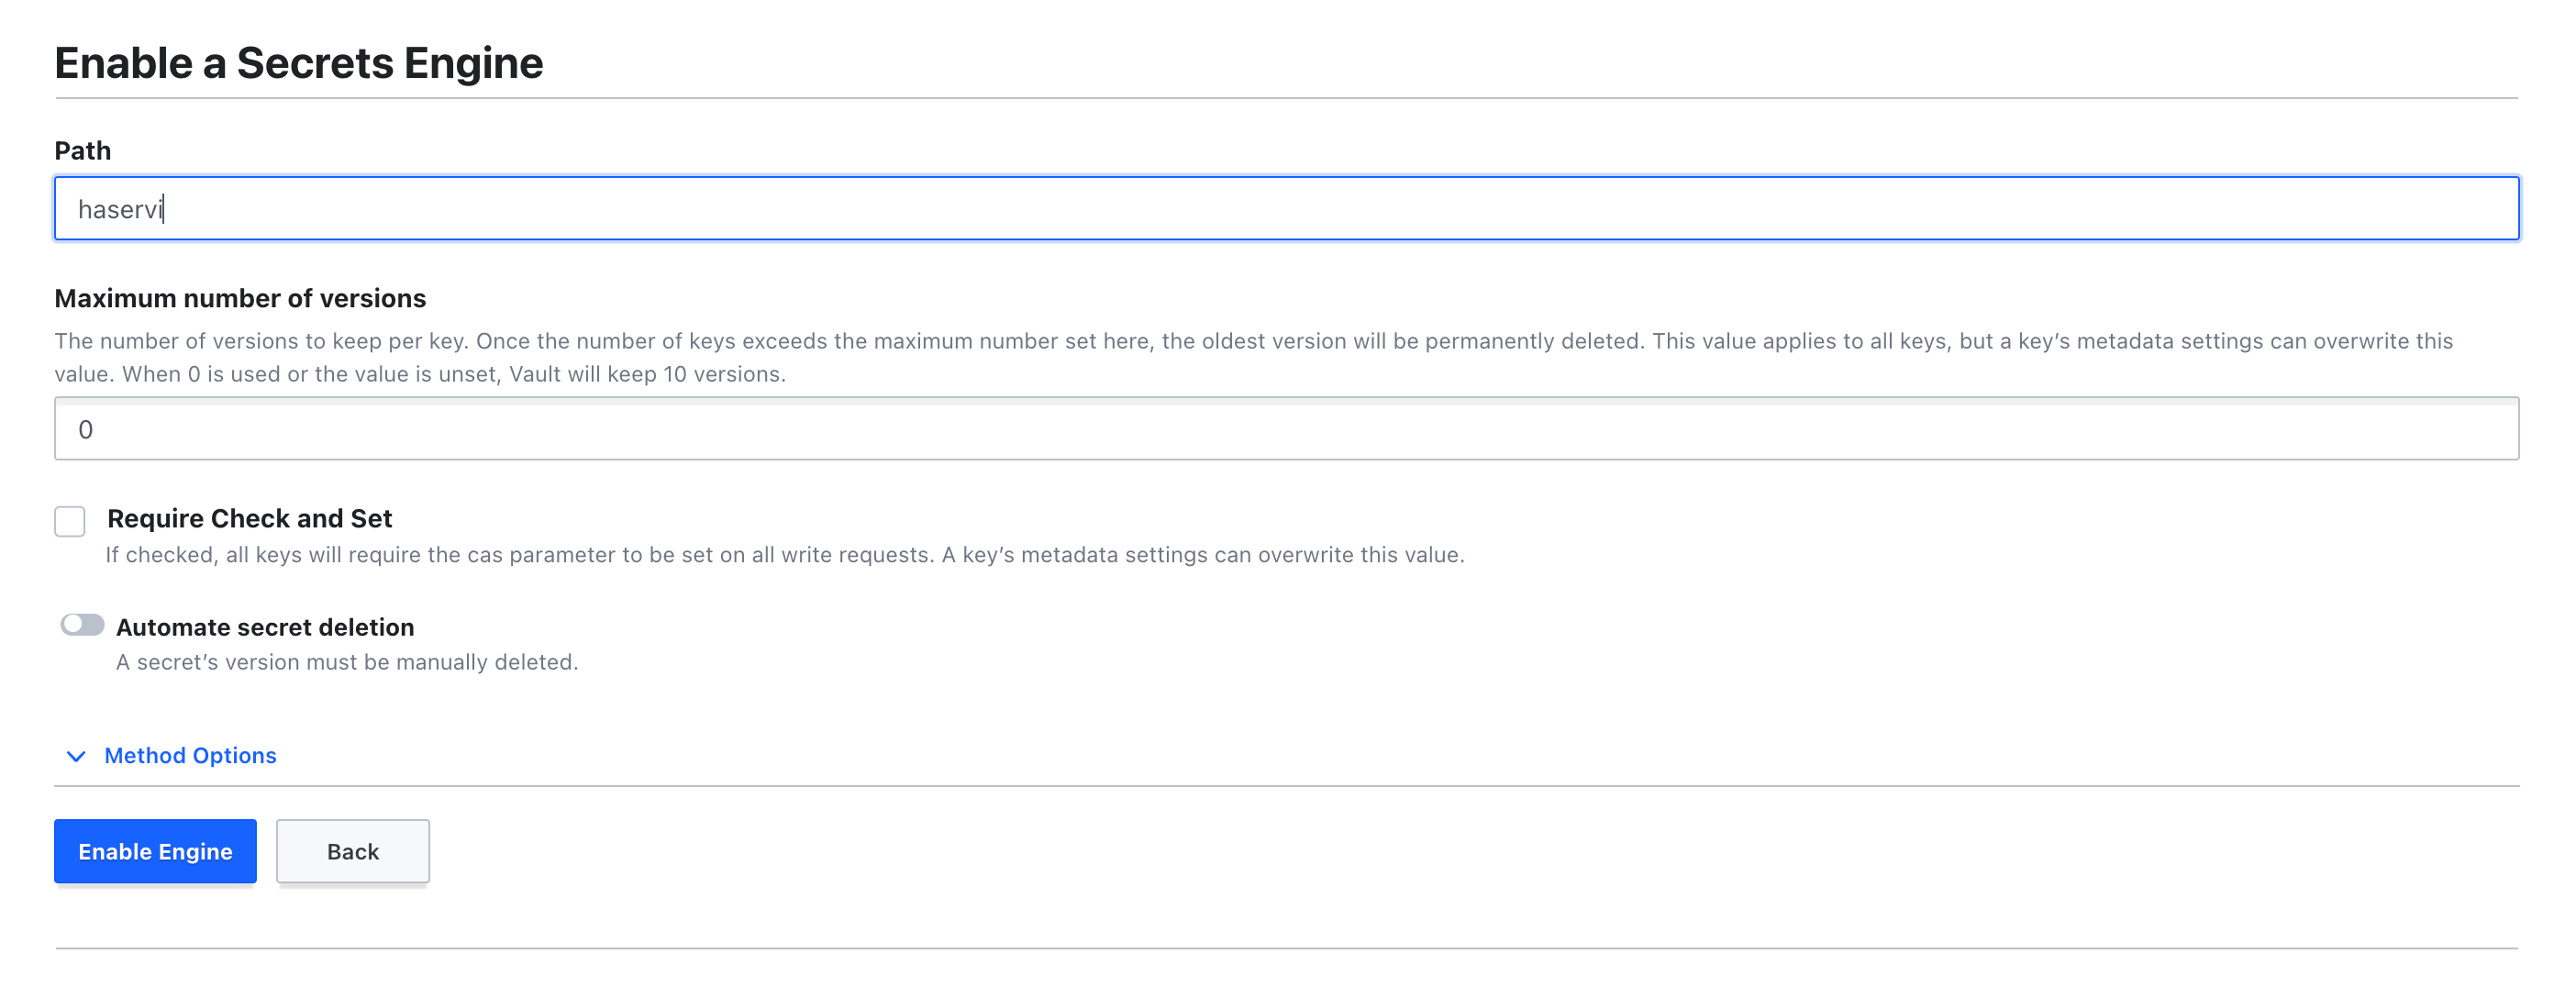 Enable a Secrets Engine
Path
haservi
Maximum number of versions
The number of versions to keep per key. Once the number of keys exceeds the maximum number set here, the oldest version will be permanently deleted. This value applies to all keys, but a key’s metadata settings can overwrite this
value. When 0 is used or the value is unset, Vault will keep 10 versions.
0
Require Check and Set
If checked, all keys will require the cas parameter to be set on all write requests. A key’s metadata settings can overwrite this value.
Automate secret deletion
A secret’s version must be manually deleted.
Method Options
Enable Engine Back